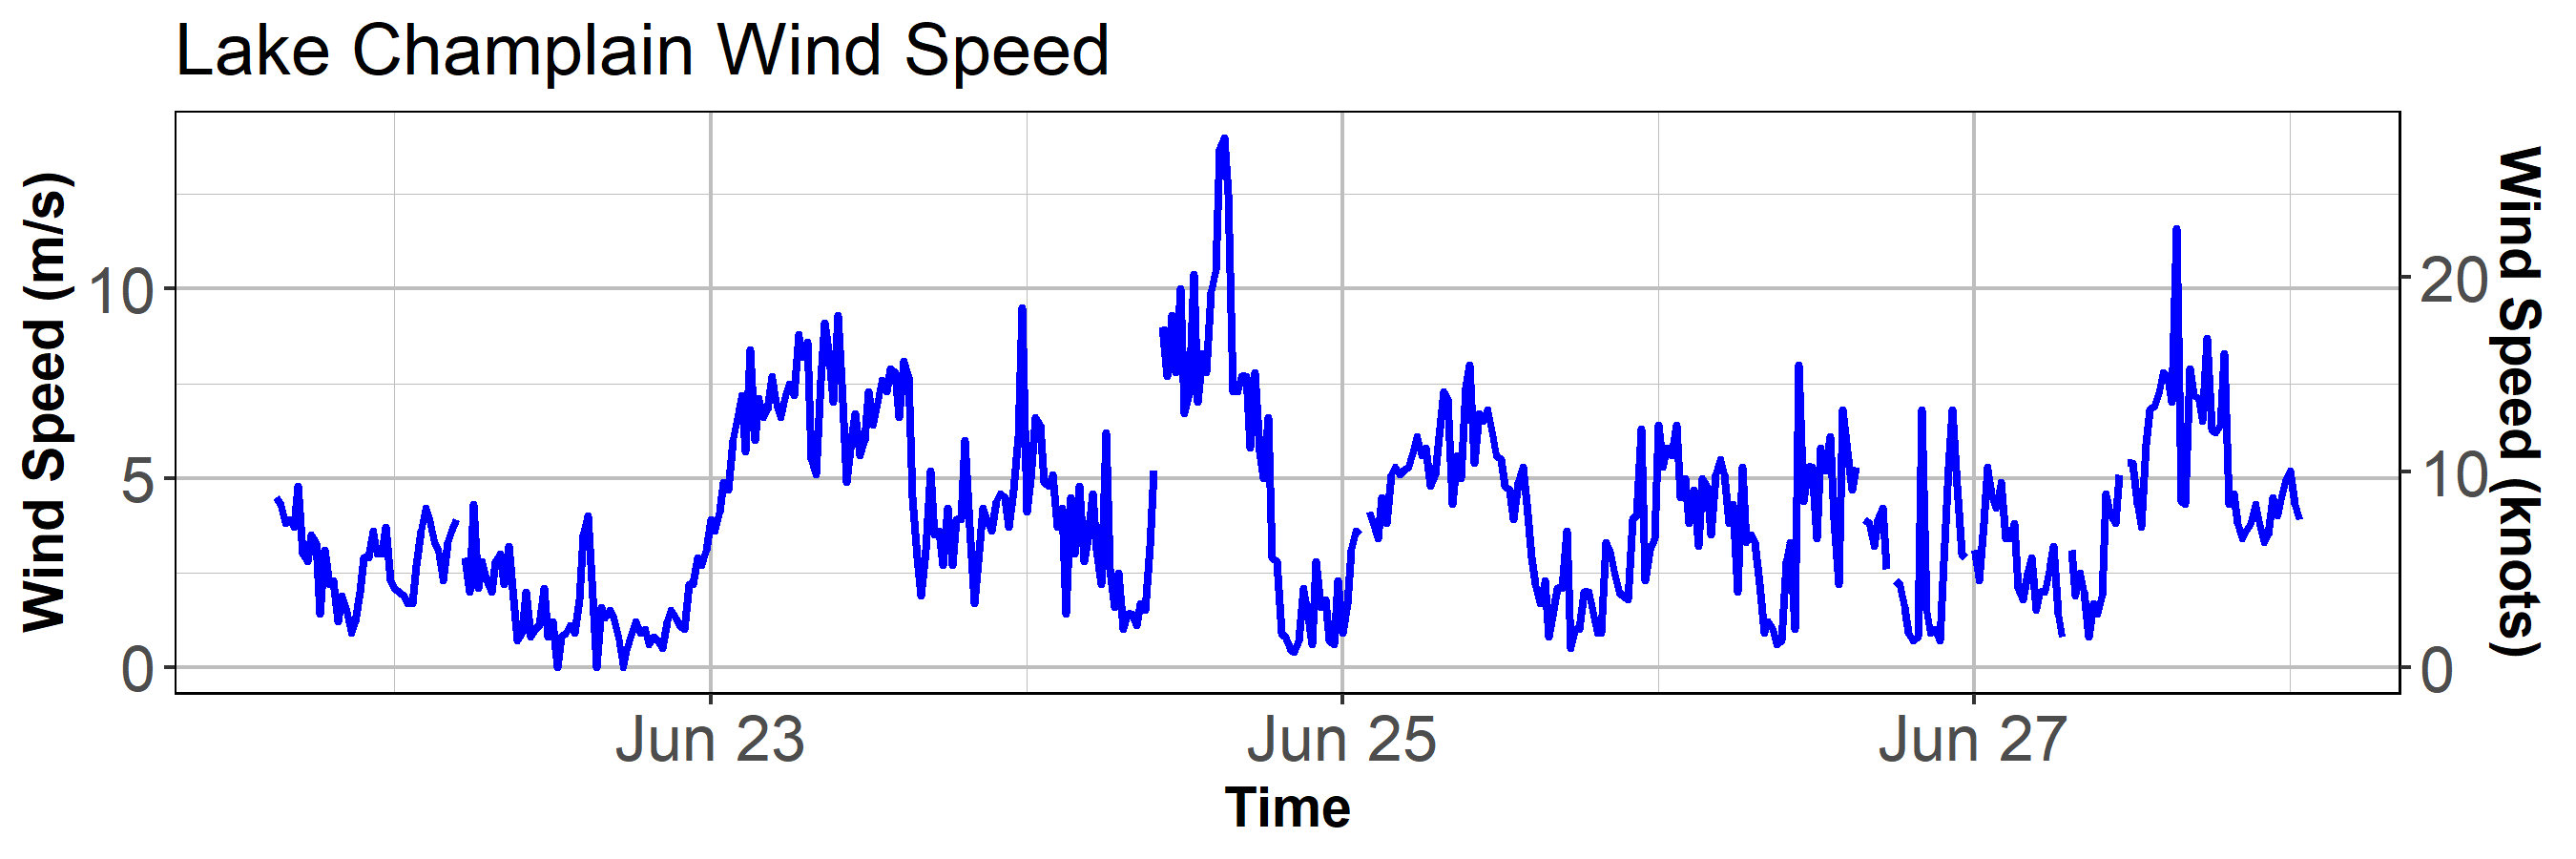 Lake Champlain Wind Speed
Wind Speed (m/s)
10
5
0
20
10
0
Wind Speed (knots)
Jun 23
Jun 25
Jun 27
Time